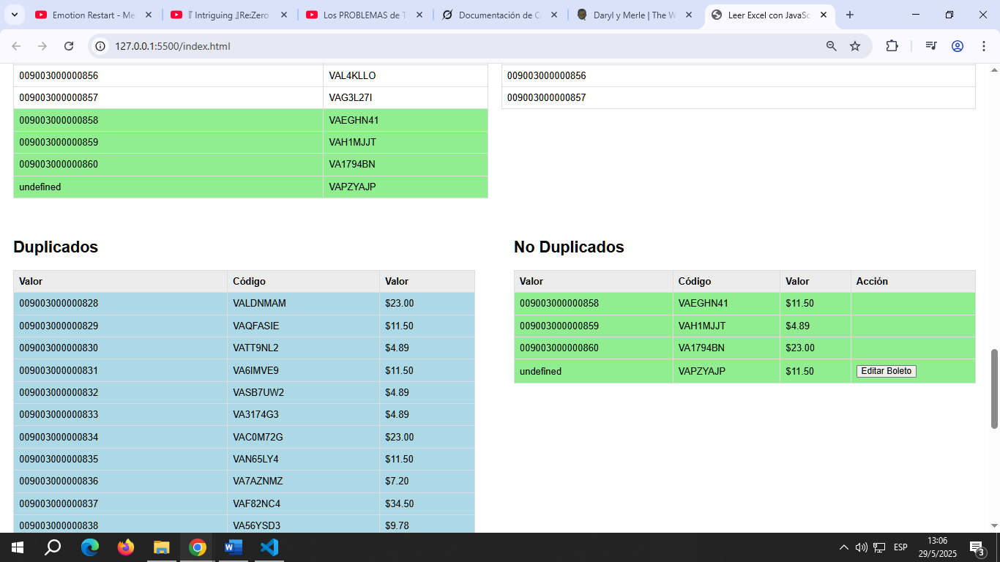 Emotion Restart - Me
『 Intriguing 』Re:Zero
Los PROBLEMAS de T
Documentación de C
Daryl y Merle | The W
Leer Excel con JavaSc
127.0.0.1:5500/index.html
009003000000856 VAL4KLLO 009003000000856
009003000000857 VAG3L27I 009003000000857
009003000000858 VAEGHN41
009003000000859 VAH1MJJT
009003000000860 VA1794BN
undefined VAPZYAJP
Duplicados
Valor Código Valor
009003000000828 VALDNMAM $23.00
009003000000829 VAQFASIE $11.50
009003000000830 VATT9NL2 $4.89
009003000000831 VA6IMVE9 $11.50
009003000000832 VASB7UW2 $4.89
009003000000833 VA3174G3 $4.89
009003000000834 VAC0M72G $23.00
009003000000835 VAN65LY4 $11.50
009003000000836 VA7AZNMZ $7.20
009003000000837 VAF82NC4 $34.50
009003000000838 VA56YSD3 $9.78
No Duplicados
Valor Código Valor Acción
009003000000858 VAEGHN41 $11.50
009003000000859 VAH1MJJT $4.89
009003000000860 VA1794BN $23.00
undefined VAPZYAJP $11.50 Editar Boleto
ESP
13:06
29/5/2025
3